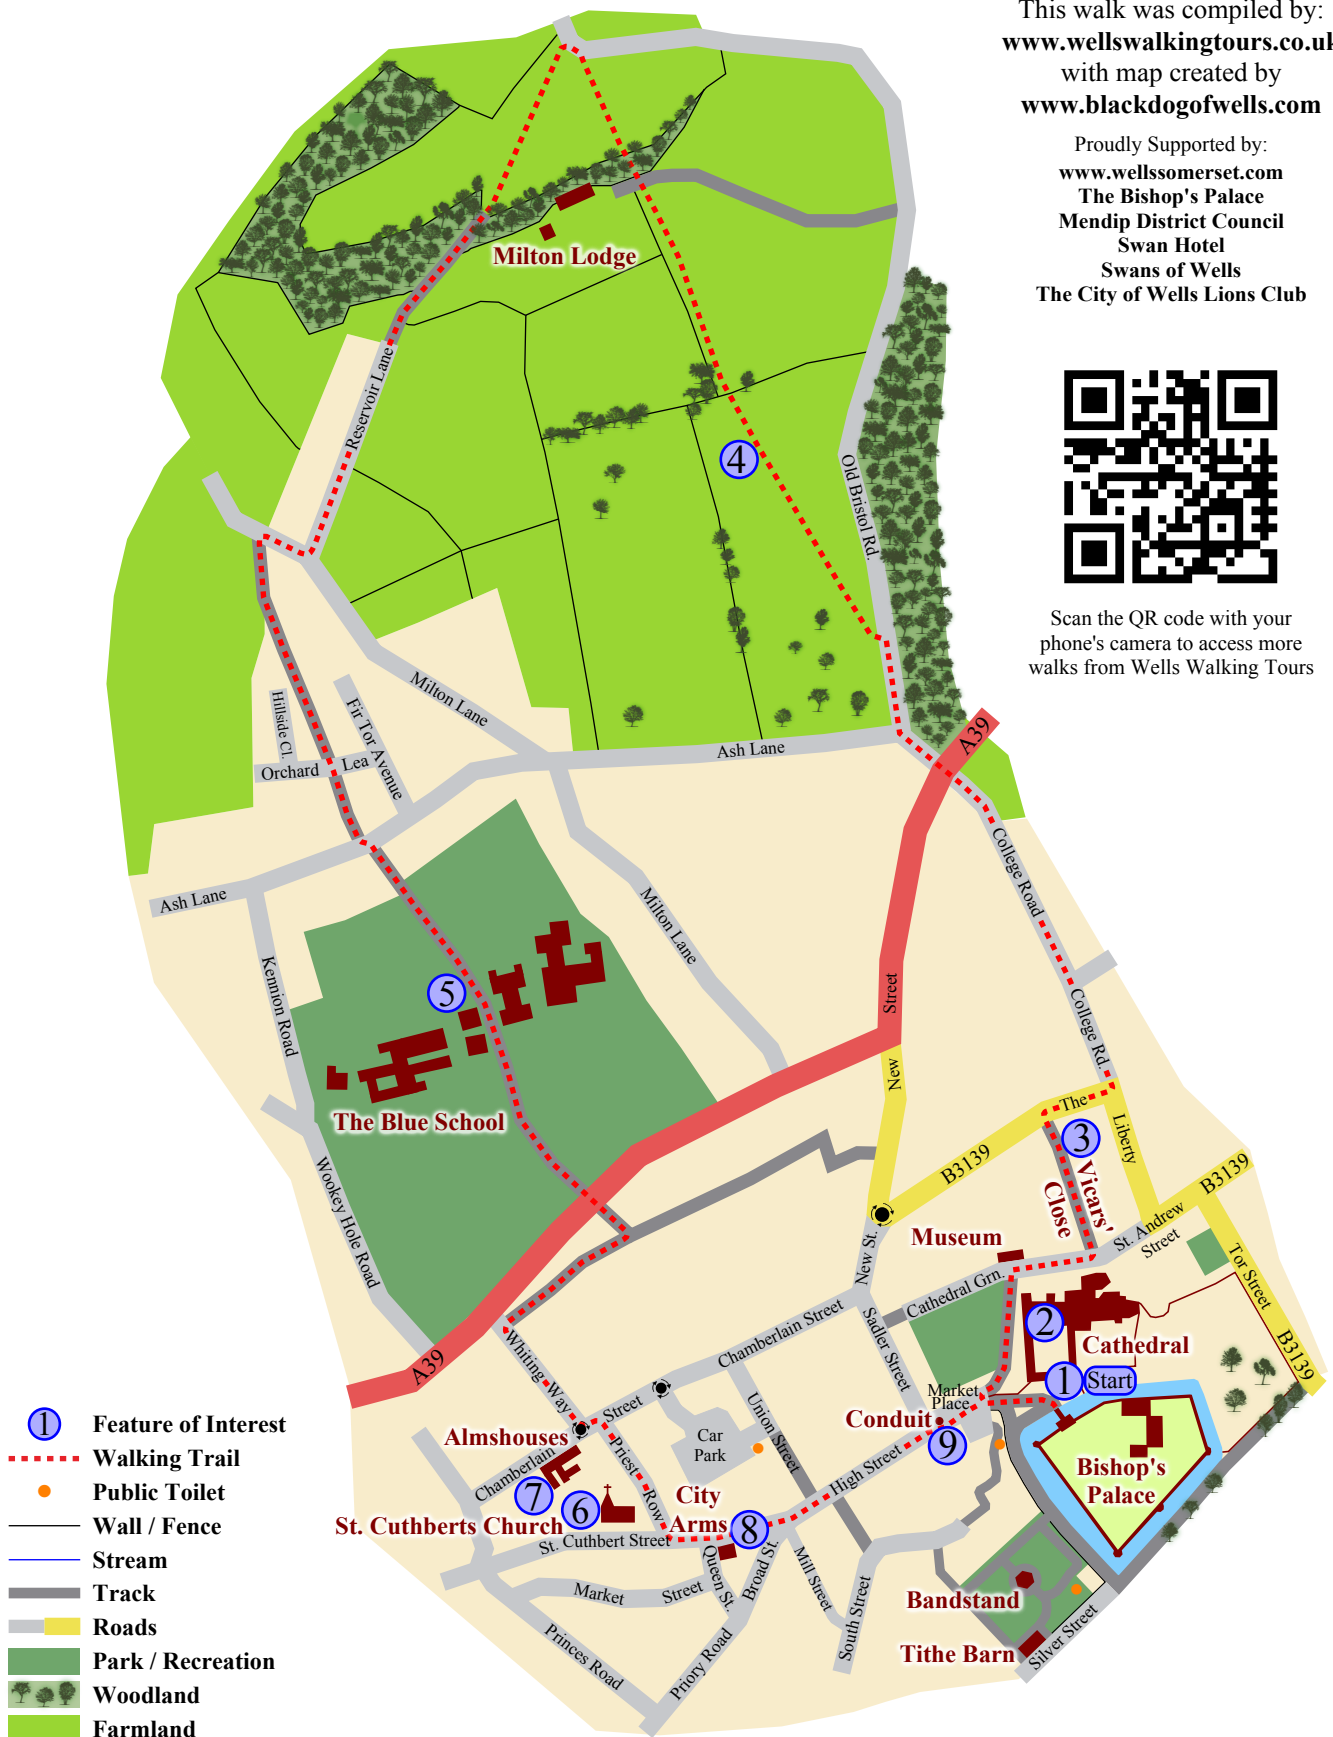 This walk was compiled by:
www.wellswalkingtours.co.uk
with map created by
www.blackdogofwells.com
Proudly Supported by:
www.wellssomerset.com
The Bishop's Palace
Mendip District Council
Swan Hotel
Swans of Wells
The City of Wells Lions Club
Scan the QR code with your
phone's camera to access more
walks from Wells Walking Tours
Milton Lodge
Reservoir Lane
4
Old Bristol Rd.
Milton Lane
Hillside Cl.
Fir Tor Avenue
Orchard Lea
Ash Lane
A39
College Road
Ash Lane
Milton Lane
Kennion Road
5
Street
College Rd.
The Blue School
New
The
Liberty
3
Vicars'
Close
B3139
B3139
Wookey Hole Road
Museum
St. Andrew
Street
New St.
Cathedral Grn.
Tor Street
2
Cathedral
Chamberlain Street
Sadler Street
B3139
A39
Whiting Way
1
Start
Market
Place
Conduit
9
Union Street
Street
Car
Park
Almshouses
Chamberlain
Priest Row
High Street
Bishop's
Palace
7
6
City
Arms
8
St. Cuthberts Church
St. Cuthbert Street
Queen St.
Broad St.
Mill Street
Market Street
South Street
Bandstand
Princes Road
Priory Road
Tithe Barn
Silver Street
1
Feature of Interest
Walking Trail
Public Toilet
Wall / Fence
Stream
Track
Roads
Park / Recreation
Woodland
Farmland